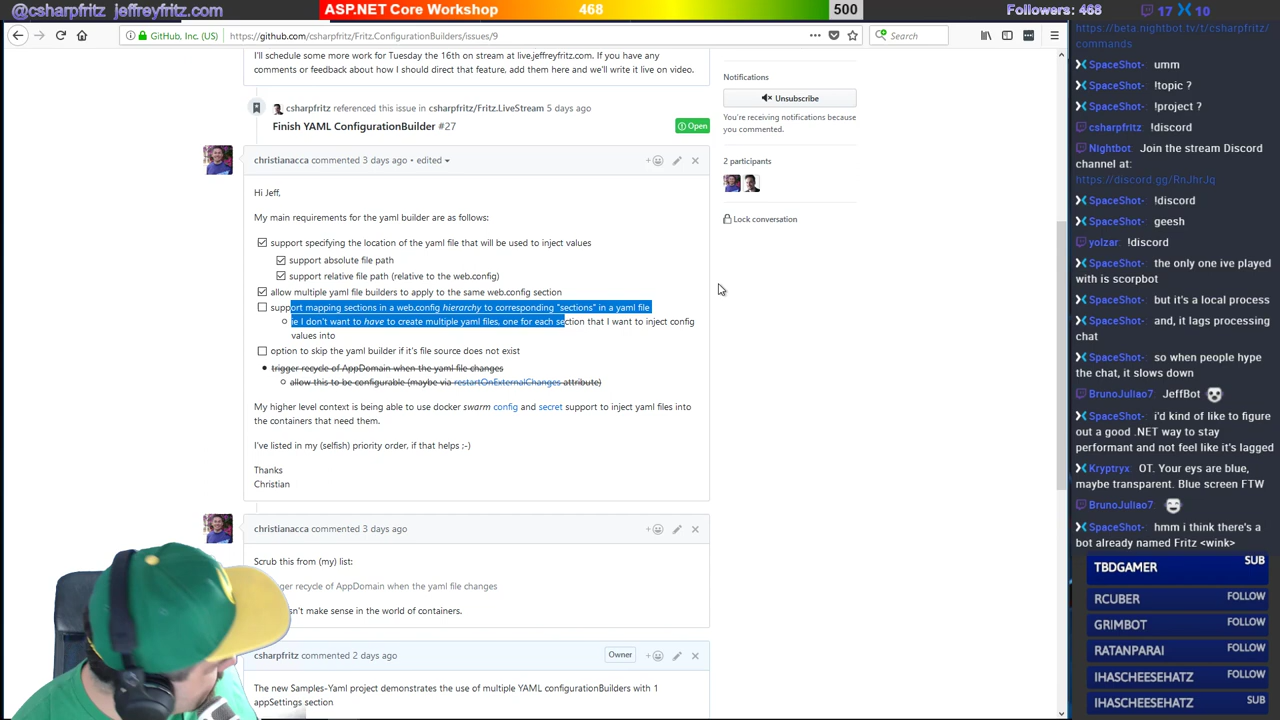 @csharpfritz jeffreyfritz.com
ASP.NET Core Workshop
468
500
Followers: 468
17
10
GitHub, Inc. (US)
https://github.com/csharpfritz/Fritz.ConfigurationBuilders/issues/9
Search
I'll schedule some more work for Tuesday the 16th on stream at live.jeffreyfritz.com. If you have any
comments or feedback about how I should direct that feature, add them here and we'll write it live on video.
csharpfritz referenced this issue in csharpfritz/Fritz.LiveStream 5 days ago
Finish YAML ConfigurationBuilder #27
Open
christianacca commented 3 days ago • edited
Hi Jeff,
My main requirements for the yaml builder are as follows:
support specifying the location of the yaml file that will be used to inject values
support absolute file path
support relative file path (relative to the web.config)
allow multiple yaml file builders to apply to the same web.config section
support mapping sections in a web.config hierarchy to corresponding "sections" in a yaml file
ie I don't want to have to create multiple yaml files, one for each section that I want to inject config
values into
option to skip the yaml builder if it's file source does not exist
trigger recycle of AppDomain when the yaml file changes
allow this to be configurable (maybe via restartOnExternalChanges attribute)
My higher level context is being able to use docker swarm config and secret support to inject yaml files into
the containers that need them.
I've listed in my (selfish) priority order, if that helps ;-)
Thanks
Christian
christianacca commented 3 days ago
Scrub this from (my) list:
recycle of AppDomain when the yaml file changes
make sense in the world of containers.
csharpfritz commented 2 days ago
Owner
The new Samples-Yaml project demonstrates the use of multiple YAML configurationBuilders with 1
appSettings section
Notifications
Unsubscribe
You're receiving notifications because
you commented.
2 participants
Lock conversation
https://beta.nightbot.tv/t/csharpfritz/
commands
SpaceShot- umm
SpaceShot- !topic ?
SpaceShot- !project ?
csharpfritz: !discord
Nightbot: Join the stream Discord
channel at:
https://discord.gg/RnJhrJq
SpaceShot- !discord
SpaceShot- geesh
yolzar: !discord
SpaceShot- the only one ive played
with is scorpbot
SpaceShot- but it's a local process
SpaceShot- and, it lags processing
chat
SpaceShot- so when people hype
the chat, it slows down
BrunoJuliao7 JeffBot
SpaceShot- i'd kind of like to figure
out a good .NET way to stay
performant and not feel like it's lagged
Kryptryx: OT. Your eys are blue,
maybe transparent. Blue screen FTW
BrunoJuliao7
SpaceShot- hmm i think there's a
bot already named Fritz <wink>
TBDGAMER SUB
RCUBER FOLLOW
GRIMBOT FOLLOW
RATANPARAI FOLLOW
IHASCHEESEHATZ FOLLOW
IHASCHEESEHATZ SUB